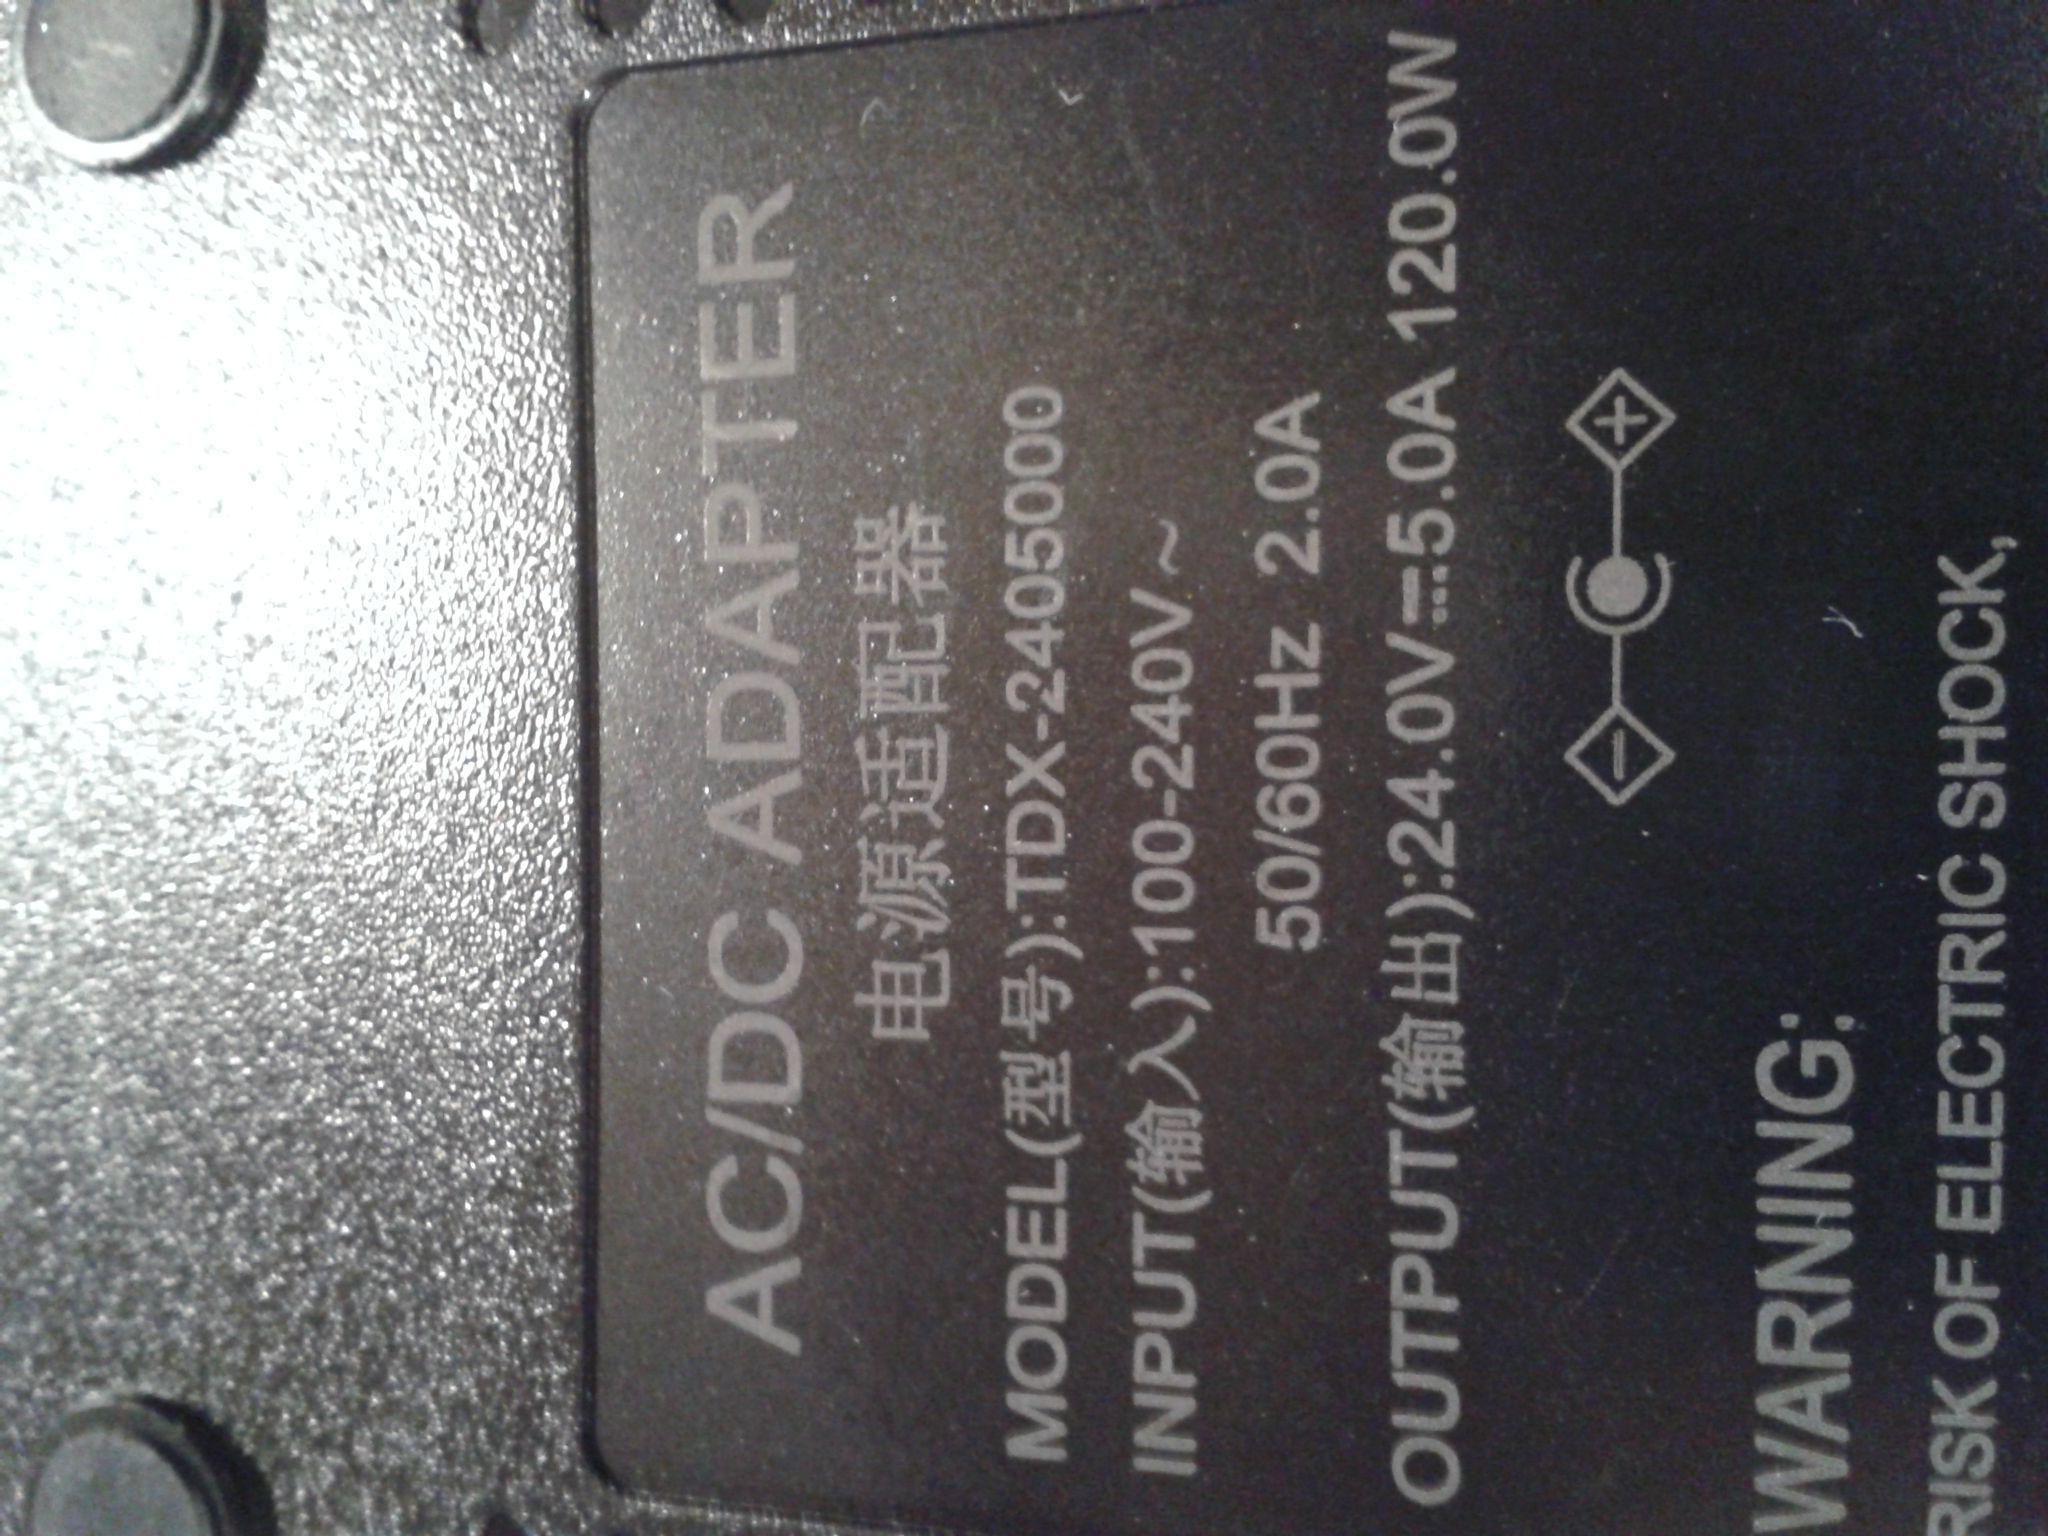 AC/DC ADAPTER
电源适配器
MODEL(型号):TDX-2405000
INPUT(输入):100-240V~
50/60Hz 2.0A
OUTPUT(输出):24.0V⎓5.0A 120.0W
WARNING:
RISK OF ELECTRIC SHOCK,